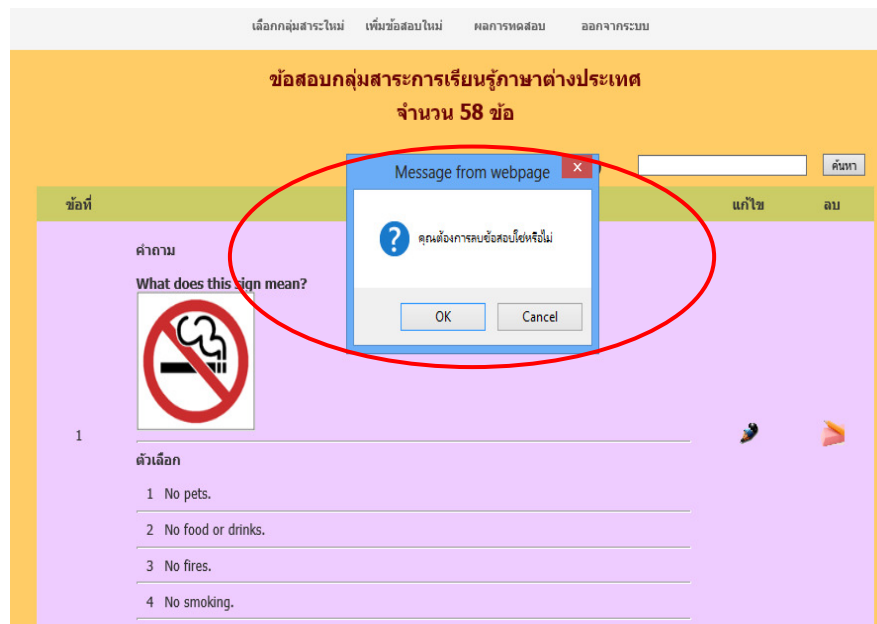 เลือกกลุ่มสาระใหม่ เพิ่มข้อสอบใหม่ ผลการทดสอบ ออกจากระบบ
ข้อสอบกลุ่มสาระการเรียนรู้ภาษาต่างประเทศ
จำนวน 58 ข้อ
Message from webpage
ค้นหา
ข้อที่ แก้ไข ลบ
คุณต้องการลบข้อสอบใช่หรือไม่
OK Cancel
คำถาม
What does this sign mean?
1
ตัวเลือก
1 No pets.
2 No food or drinks.
3 No fires.
4 No smoking.